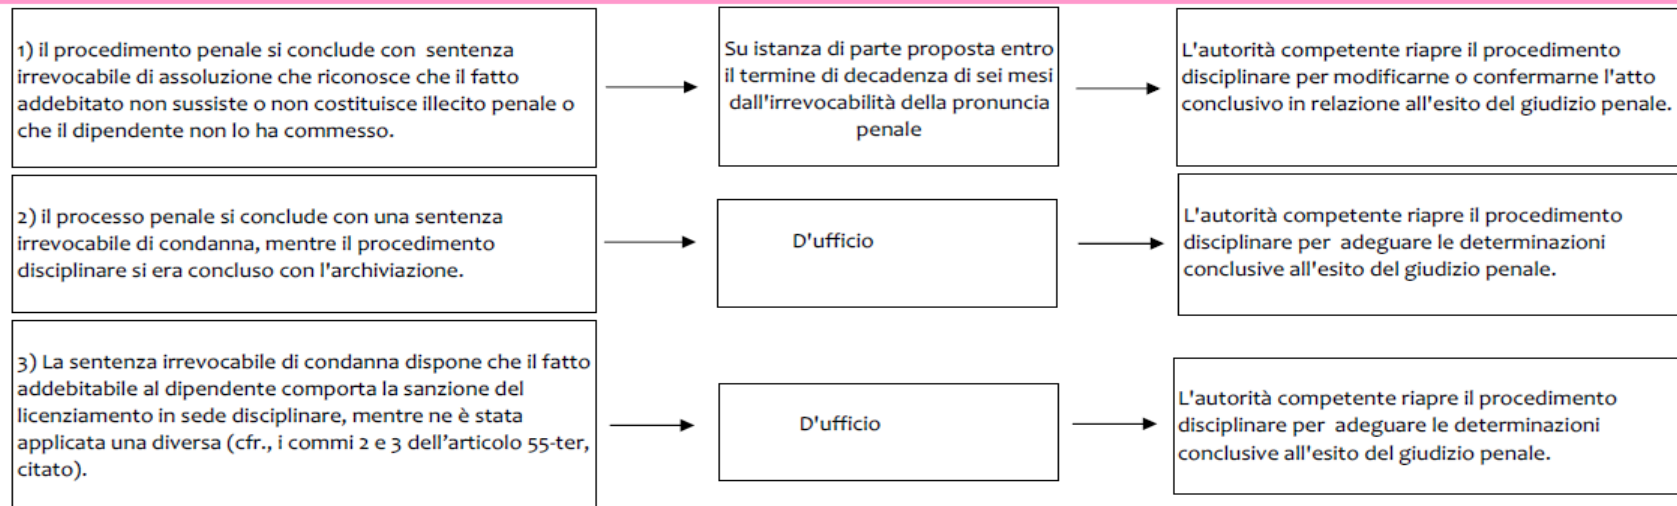 1) il procedimento penale si conclude con sentenza
irrevocabile di assoluzione che riconosce che il fatto
addebitato non sussiste o non costituisce illecito penale o
che il dipendente non lo ha commesso.
Su istanza di parte proposta entro
il termine di decadenza di sei mesi
dall'irrevocabilità della pronuncia
penale
L'autorità competente riapre il procedimento
disciplinare per modificarne o confermarne l'atto
conclusivo in relazione all'esito del giudizio penale.
2) il processo penale si conclude con una sentenza
irrevocabile di condanna, mentre il procedimento
disciplinare si era concluso con l'archiviazione.
D'ufficio
L'autorità competente riapre il procedimento
disciplinare per adeguare le determinazioni
conclusive all'esito del giudizio penale.
3) La sentenza irrevocabile di condanna dispone che il fatto
addebitabile al dipendente comporta la sanzione del
licenziamento in sede disciplinare, mentre ne è stata
applicata una diversa (cfr., i commi 2 e 3 dell'articolo 55-ter,
citato).
D'ufficio
L'autorità competente riapre il procedimento
disciplinare per adeguare le determinazioni
conclusive all'esito del giudizio penale.